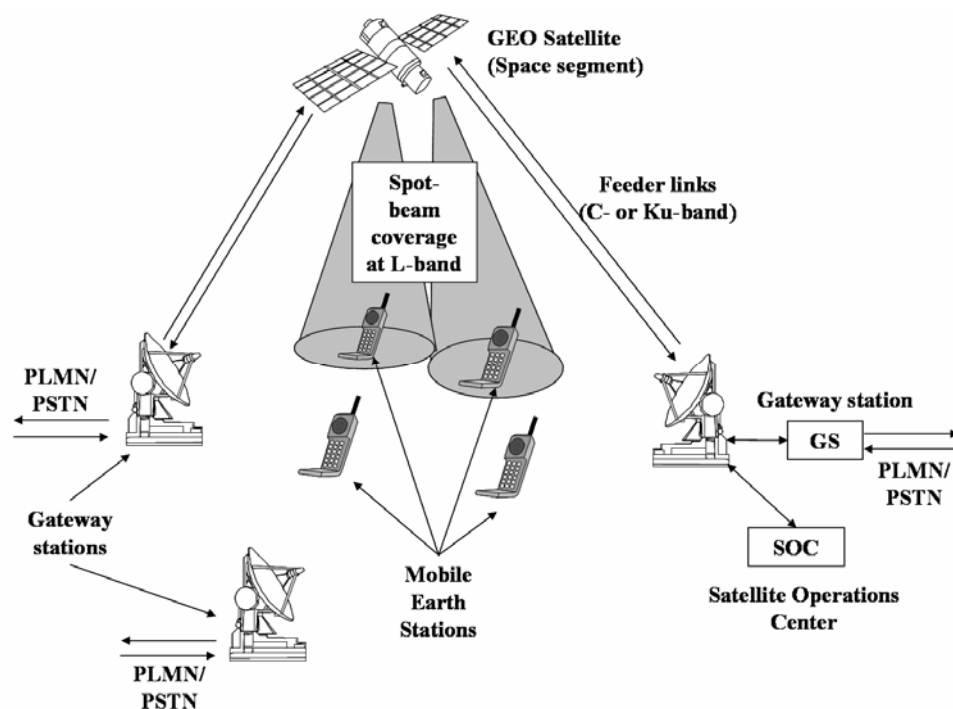 GEO Satellite
(Space segment)
Spot-
beam
coverage
at L-band
Feeder links
(C- or Ku-band)
PLMN/
PSTN
Gateway station
GS
PLMN/
PSTN
Gateway
stations
SOC
Mobile
Earth
Stations
Satellite Operations
Center
PLMN/
PSTN